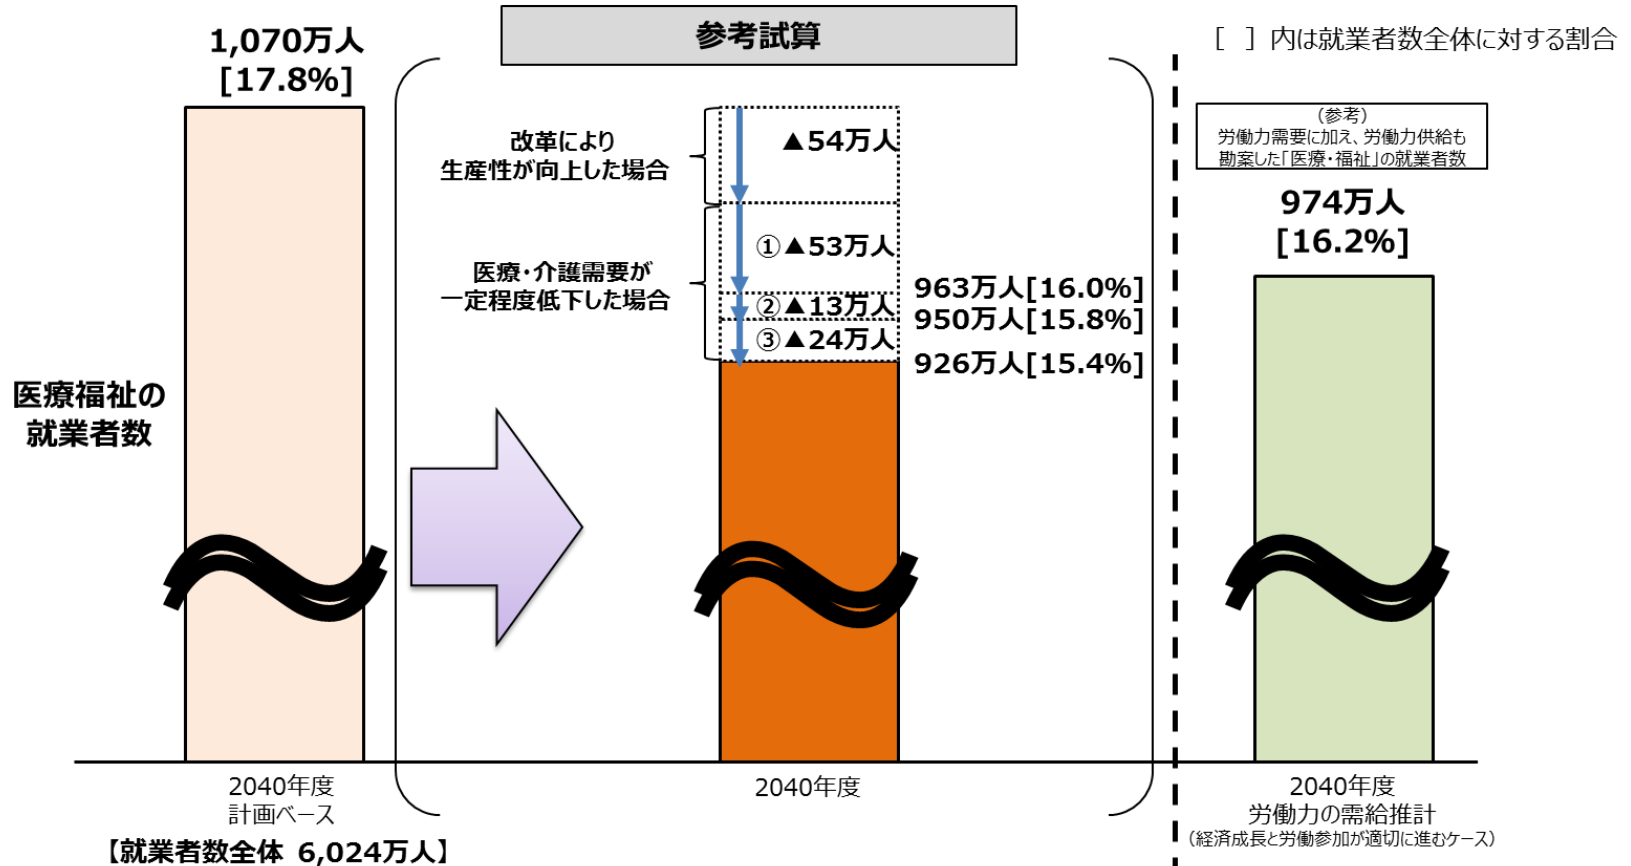 参考試算
[　] 内は就業者数全体に対する割合
1,070万人
[17.8%]
改革により
生産性が向上した場合
▲54万人
医療・介護需要が
一定程度低下した場合
①▲53万人
②▲13万人
③▲24万人
963万人[16.0%]
950万人[15.8%]
926万人[15.4%]
(参考)
労働力需要に加え、労働力供給も
勘案した「医療・福祉」の就業者数
974万人
[16.2%]
医療福祉の
就業者数
2040年度
計画ベース
【就業者数全体 6,024万人】
2040年度
2040年度
労働力の需給推計
(経済成長と労働参加が適切に進むケース)